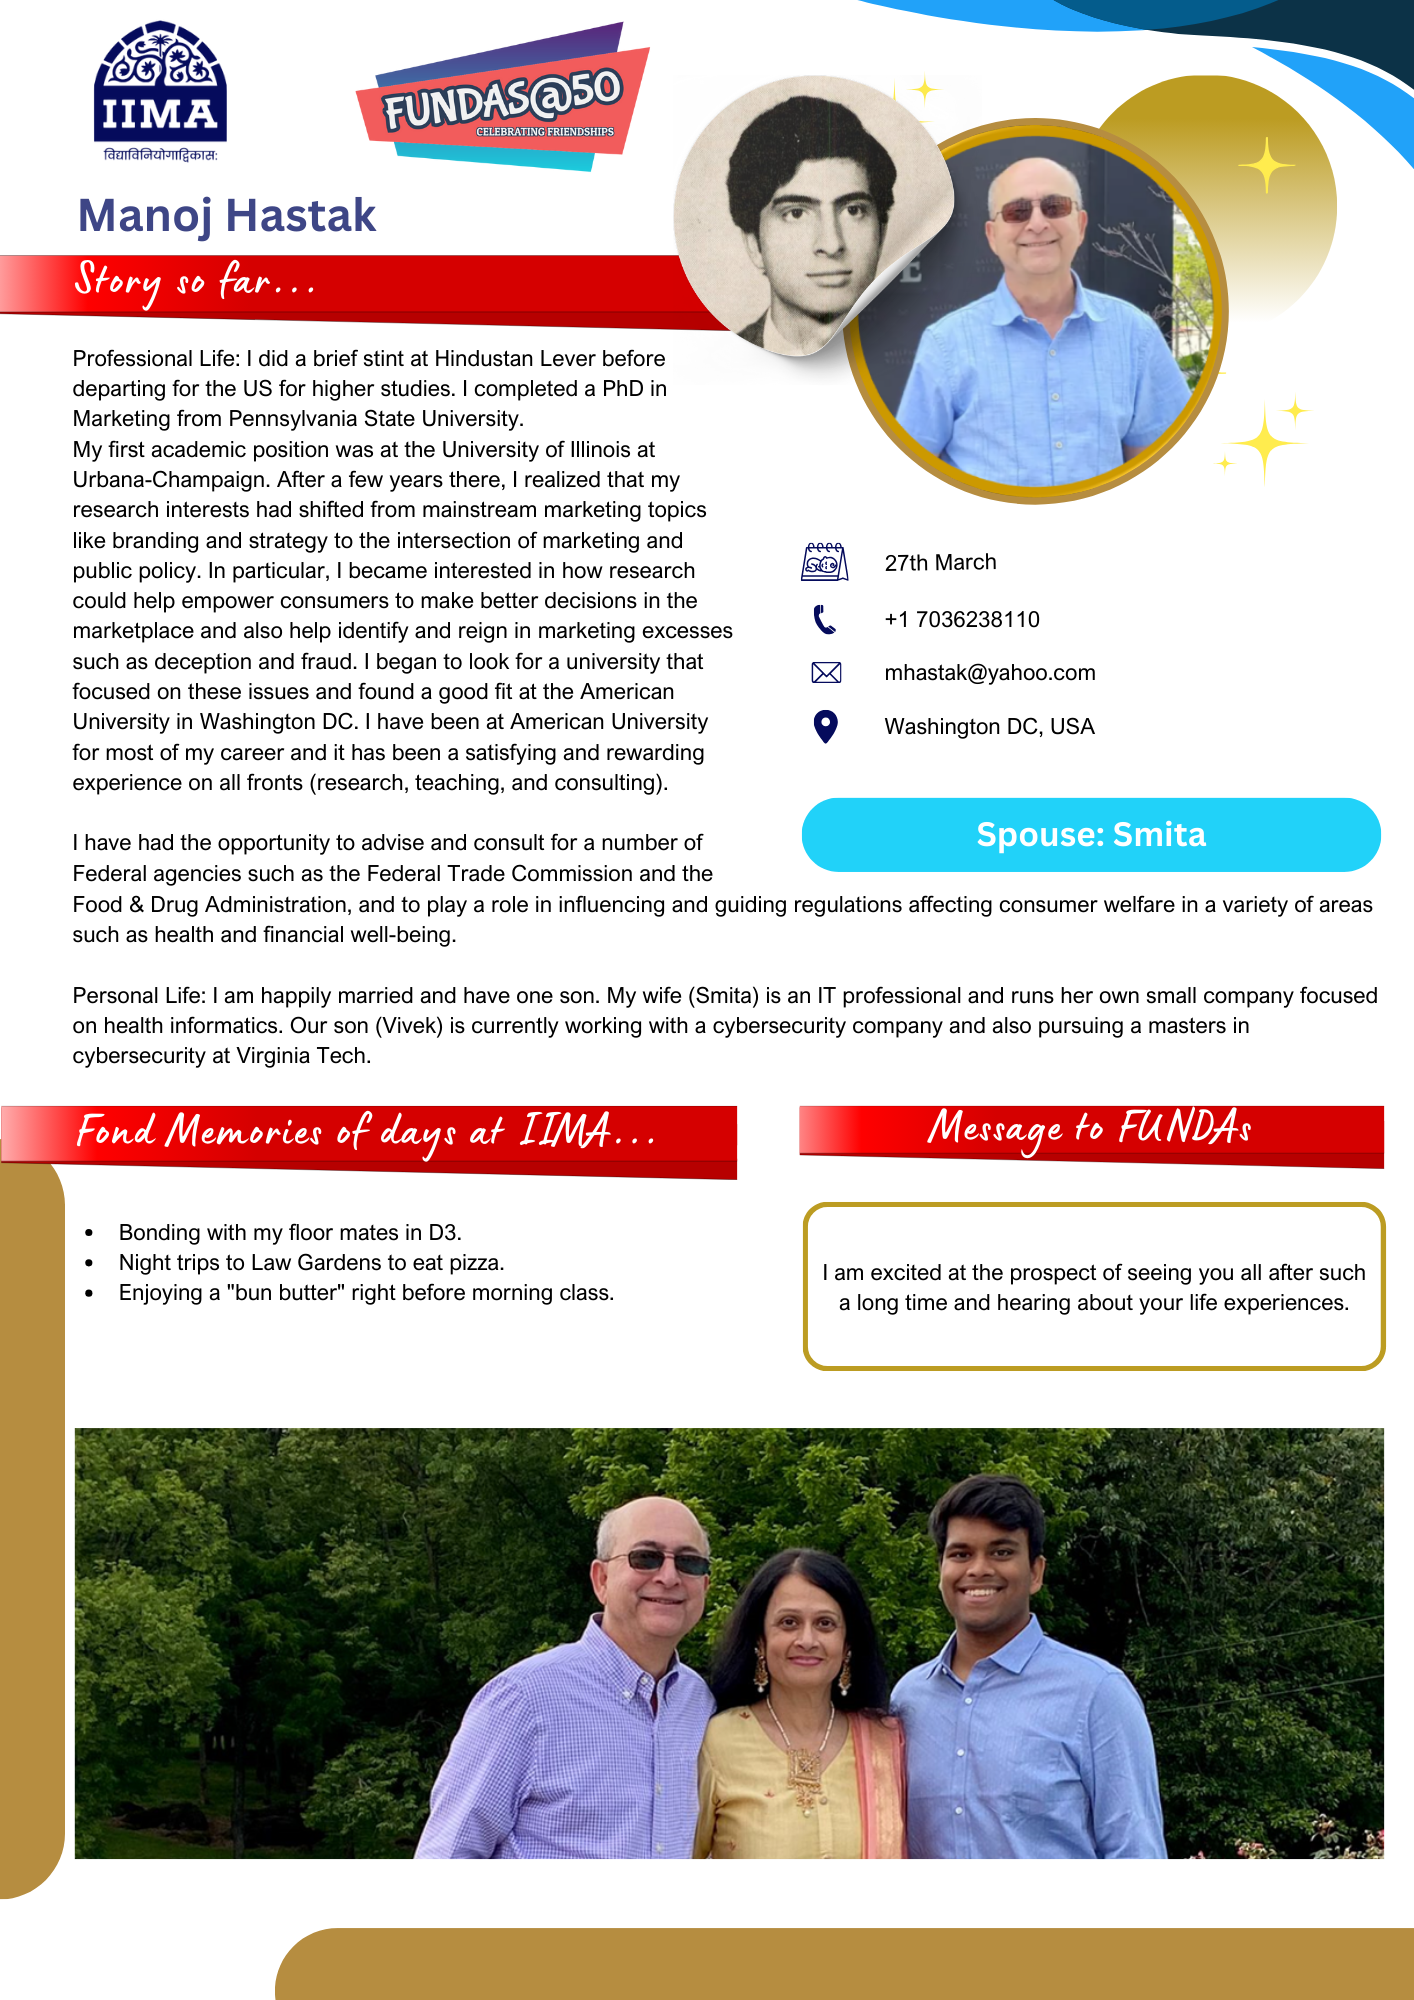 IIMA
विद्याविनियोगाद्विकास:
FUNDAS@50
CELEBRATING FRIENDSHIPS
Manoj Hastak
Story so far...
Professional Life: I did a brief stint at Hindustan Lever before
departing for the US for higher studies. I completed a PhD in
Marketing from Pennsylvania State University.
My first academic position was at the University of Illinois at
Urbana-Champaign. After a few years there, I realized that my
research interests had shifted from mainstream marketing topics
like branding and strategy to the intersection of marketing and
public policy. In particular, I became interested in how research
could help empower consumers to make better decisions in the
marketplace and also help identify and reign in marketing excesses
such as deception and fraud. I began to look for a university that
focused on these issues and found a good fit at the American
University in Washington DC. I have been at American University
for most of my career and it has been a satisfying and rewarding
experience on all fronts (research, teaching, and consulting).
I have had the opportunity to advise and consult for a number of
Federal agencies such as the Federal Trade Commission and the
Food & Drug Administration, and to play a role in influencing and guiding regulations affecting consumer welfare in a variety of areas
such as health and financial well-being.
Personal Life: I am happily married and have one son. My wife (Smita) is an IT professional and runs her own small company focused
on health informatics. Our son (Vivek) is currently working with a cybersecurity company and also pursuing a masters in
cybersecurity at Virginia Tech.
27th March
+1 7036238110
mhastak@yahoo.com
Washington DC, USA
Spouse: Smita
Fond Memories of days at IIMA...
• Bonding with my floor mates in D3.
• Night trips to Law Gardens to eat pizza.
• Enjoying a "bun butter" right before morning class.
Message to FUNDAs
I am excited at the prospect of seeing you all after such
a long time and hearing about your life experiences.